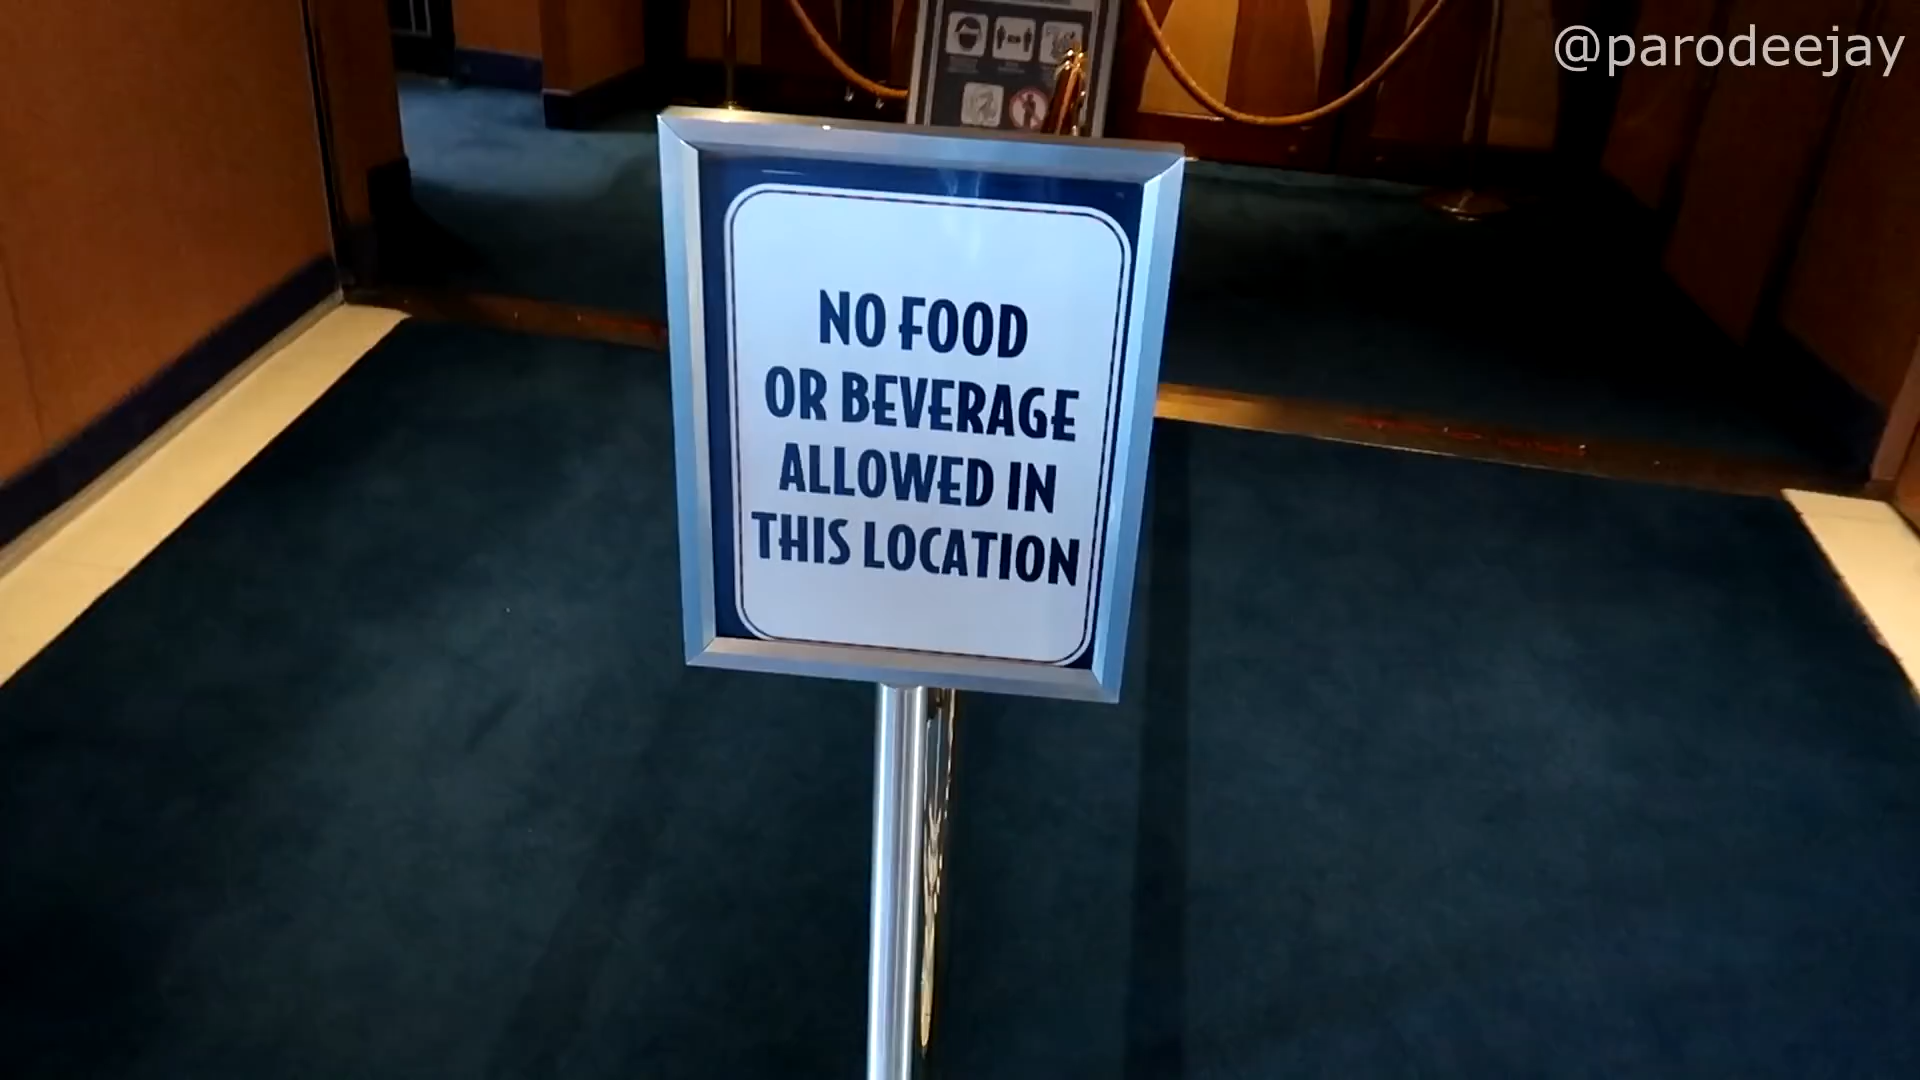 @parodeejay
NO FOOD
OR BEVERAGE
ALLOWED IN
THIS LOCATION